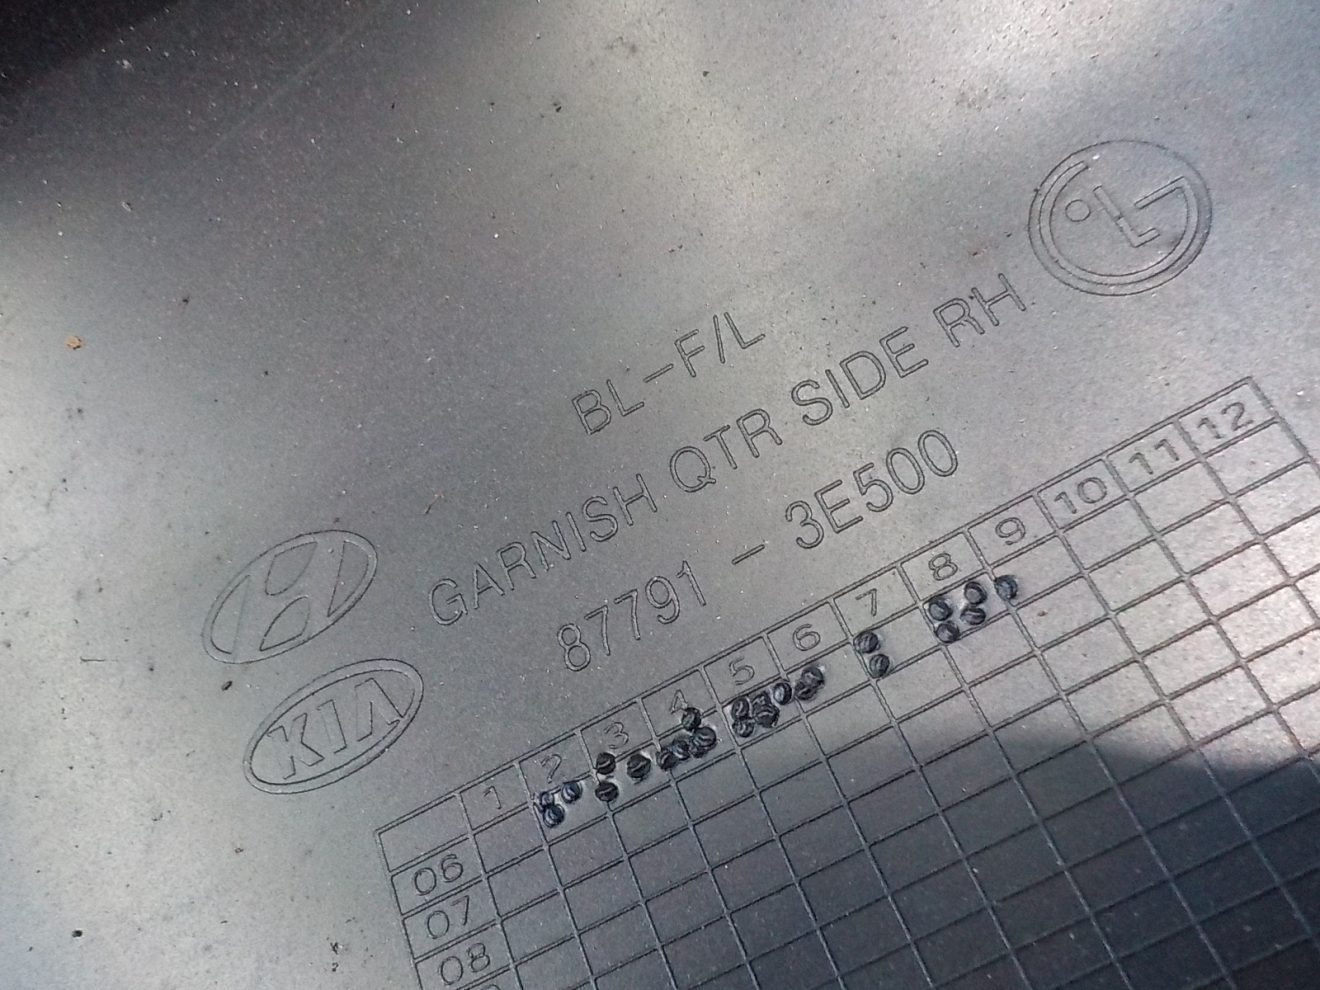 LG
BL-F/L
GARNISH QTR SIDE RH
87791 - 3E500
KIA
1 2 3 4 5 6 7 8 9 10 11 12
06
07
08